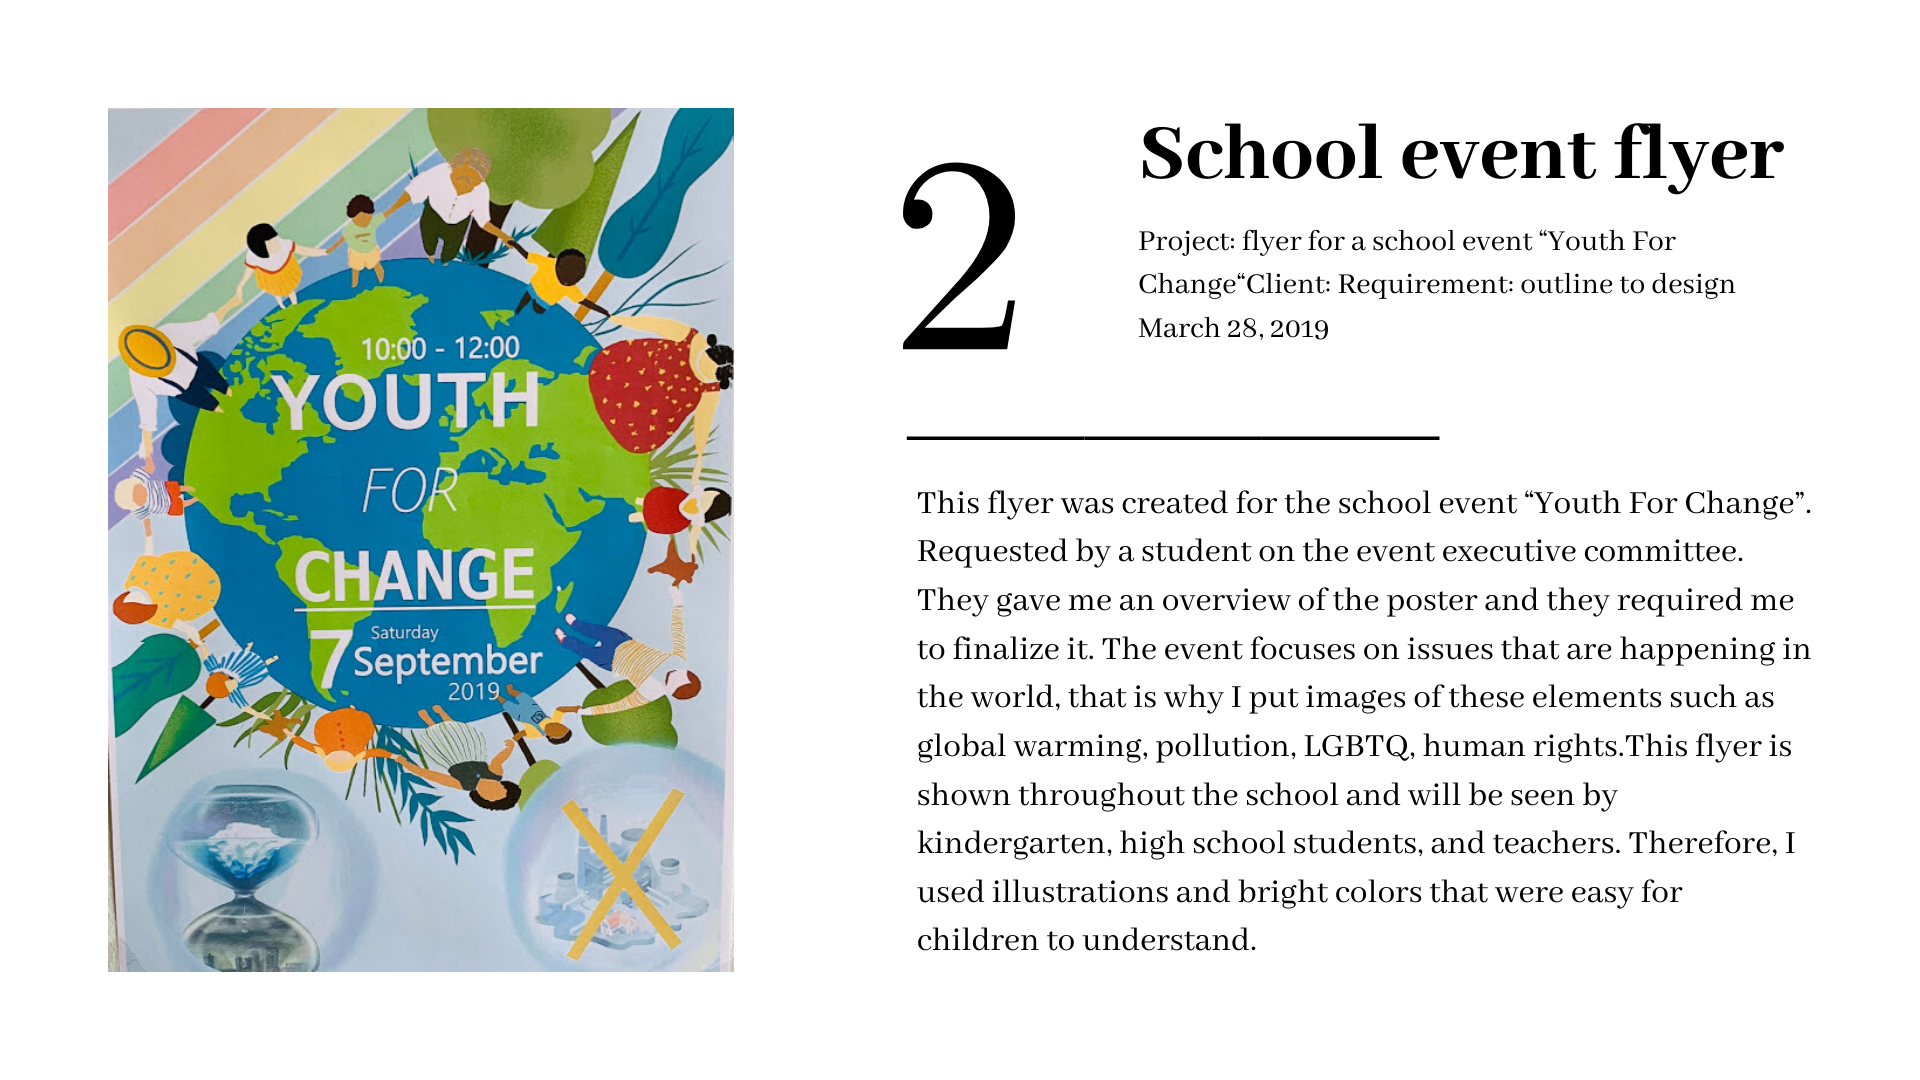 10:00 - 12:00
YOUTH
FOR
CHANGE
7 Saturday
September
2019
2
School event flyer
Project: flyer for a school event “Youth For
Change“Client: Requirement: outline to design
March 28, 2019
This flyer was created for the school event “Youth For Change”.
Requested by a student on the event executive committee.
They gave me an overview of the poster and they required me
to finalize it. The event focuses on issues that are happening in
the world, that is why I put images of these elements such as
global warming, pollution, LGBTQ, human rights.This flyer is
shown throughout the school and will be seen by
kindergarten, high school students, and teachers. Therefore, I
used illustrations and bright colors that were easy for
children to understand.